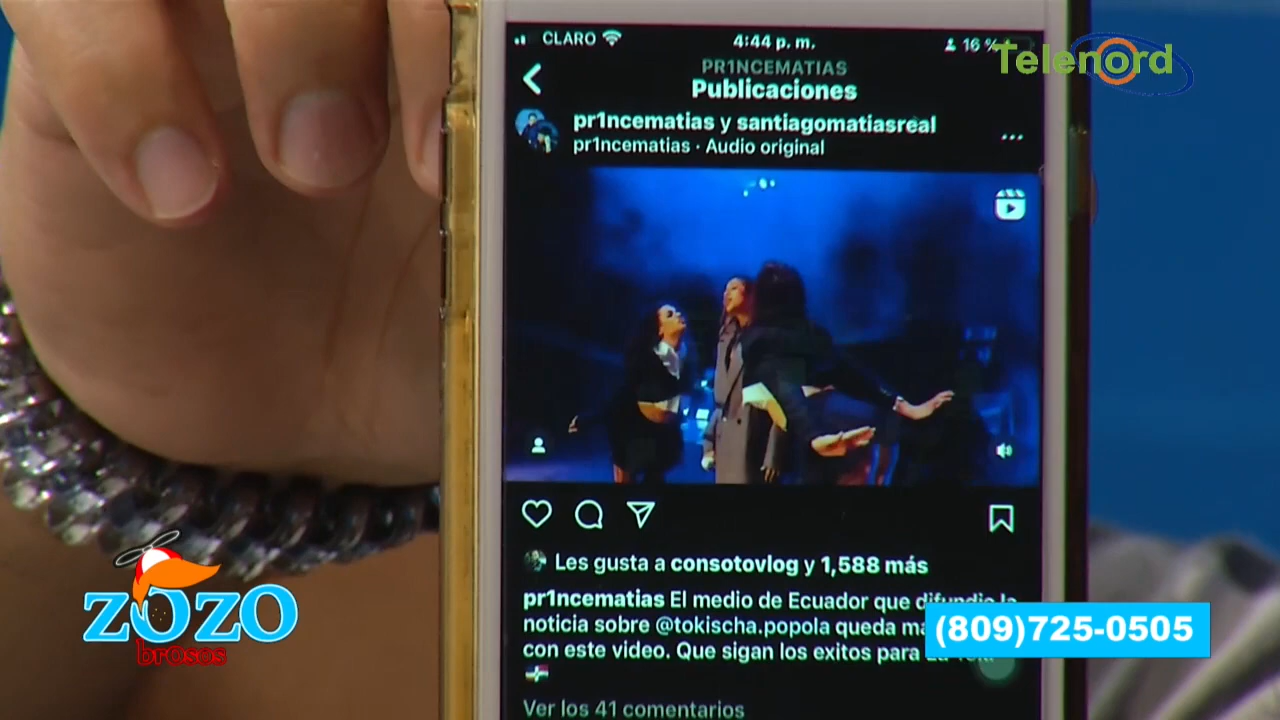 CLARO 4:44 p. m. 16 %
Telenord
PR1NCEMATIAS
Publicaciones
pr1ncematias y santiagomatiasreal
pr1ncematias · Audio original
Les gusta a consotovlog y 1,588 más
pr1ncematias El medio de Ecuador que difundio la
noticia sobre @tokischa.popola queda
con este video. Que sigan los exitos para
Ver los 41 comentarios
ZOZO
brosos
(809)725-0505